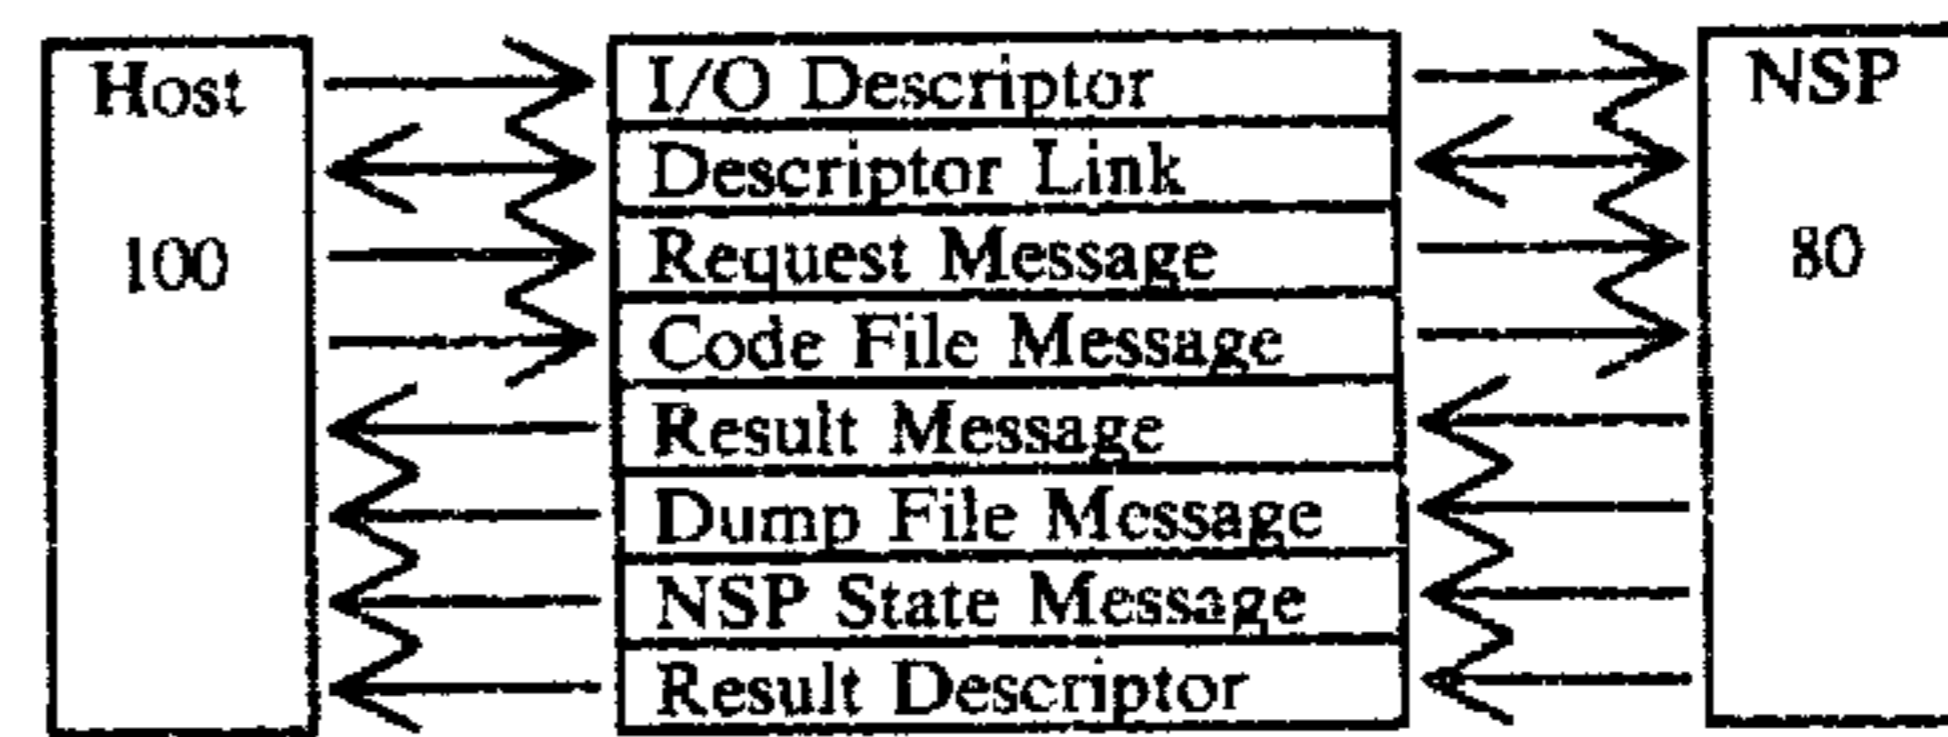 Host
100
I/O Descriptor
Descriptor Link
Request Message
Code File Message
Result Message
Dump File Message
NSP State Message
Result Descriptor
NSP
80